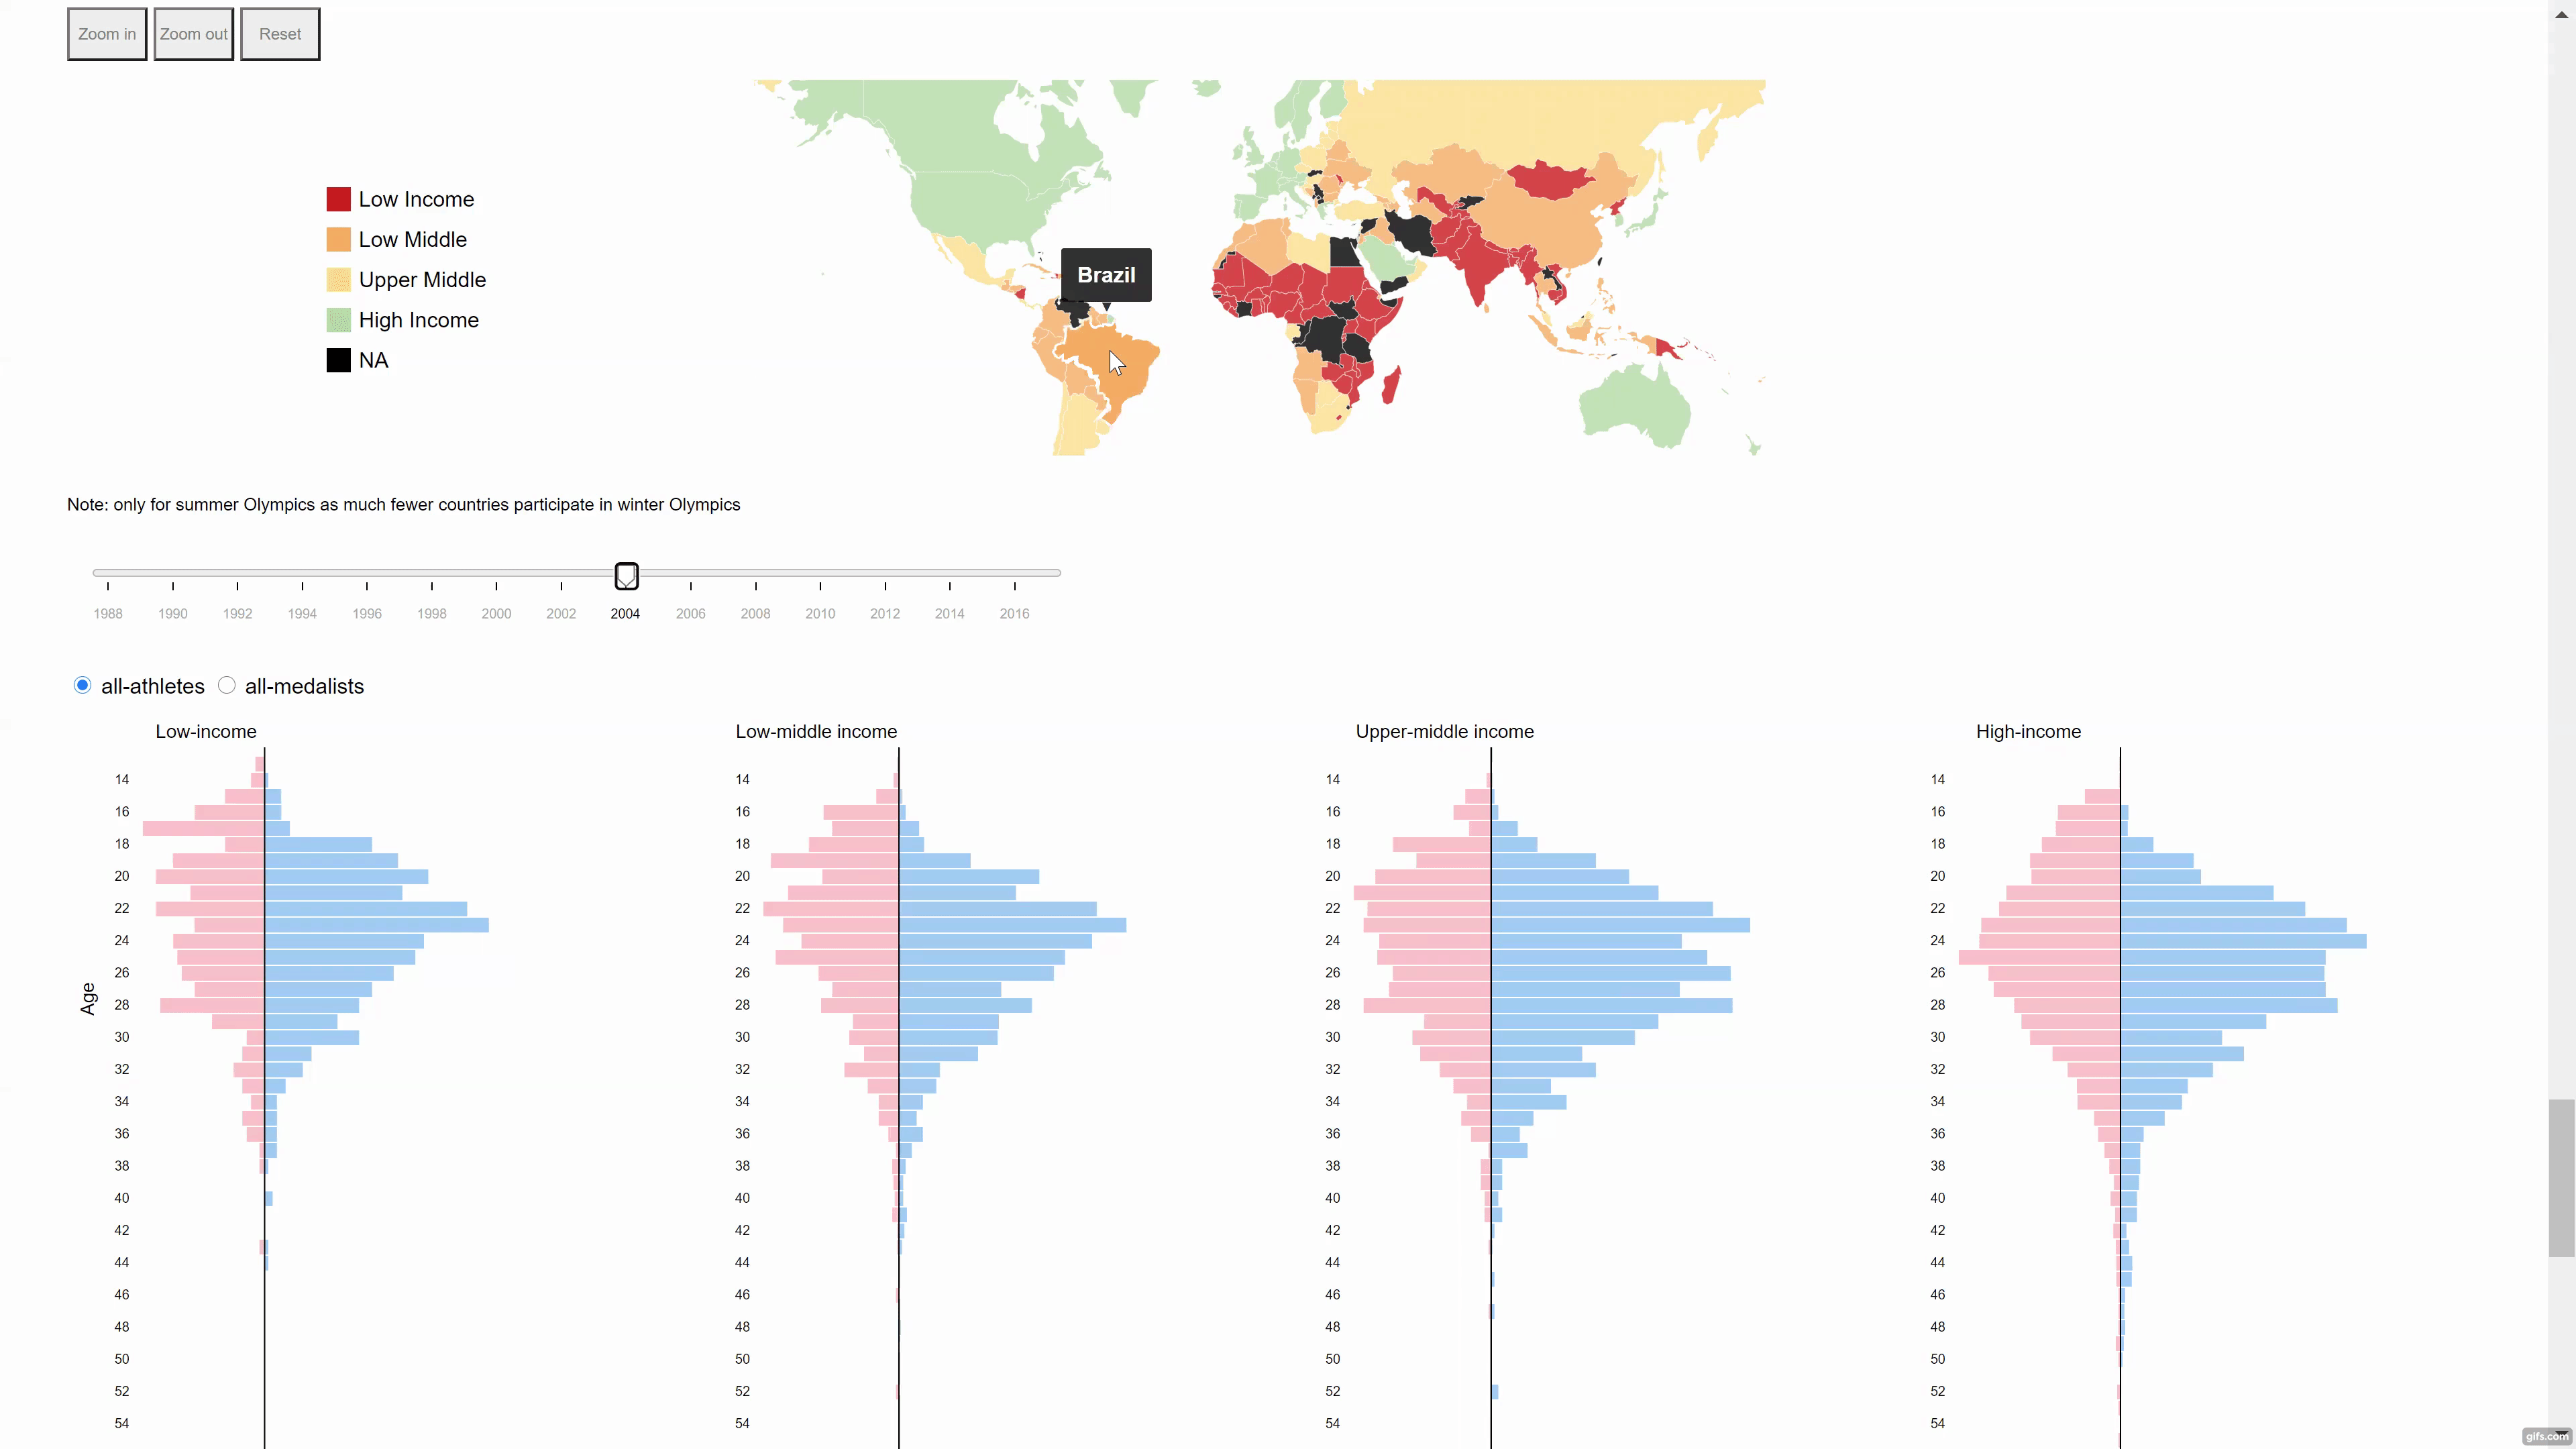 Zoom in Zoom out Reset
Low Income
Low Middle
Upper Middle
High Income
NA
Brazil
Note: only for summer Olympics as much fewer countries participate in winter Olympics
1988 1990 1992 1994 1996 1998 2000 2002 2004 2006 2008 2010 2012 2014 2016
all-athletes all-medalists
Low-income Low-middle income Upper-middle income High-income
14 14 14 14
16 16 16 16
18 18 18 18
20 20 20 20
22 22 22 22
24 24 24 24
26 26 26 26
Age
28 28 28 28
30 30 30 30
32 32 32 32
34 34 34 34
36 36 36 36
38 38 38 38
40 40 40 40
42 42 42 42
44 44 44 44
46 46 46 46
48 48 48 48
50 50 50 50
52 52 52 52
54 54 54 54
gifs.com